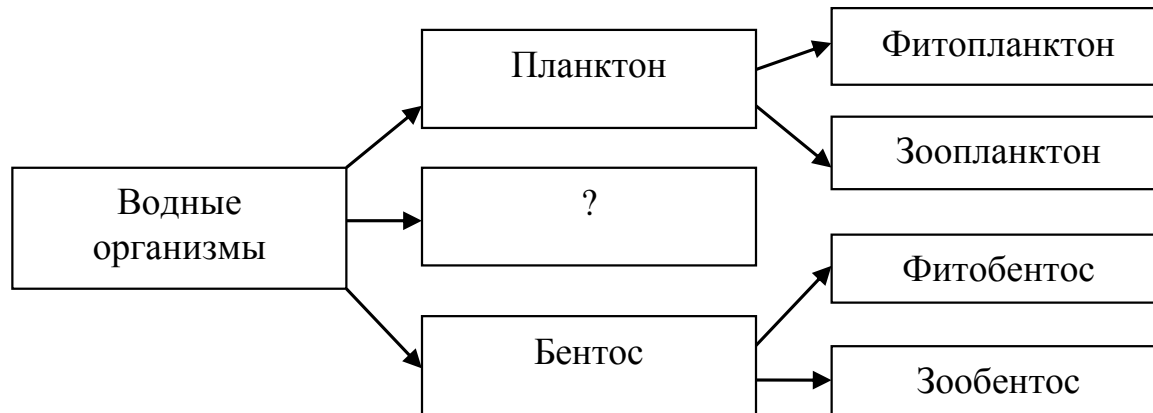 Планктон
Фитопланктон
Зоопланктон
Водные
организмы
?
Фитобентос
Бентос
Зообентос